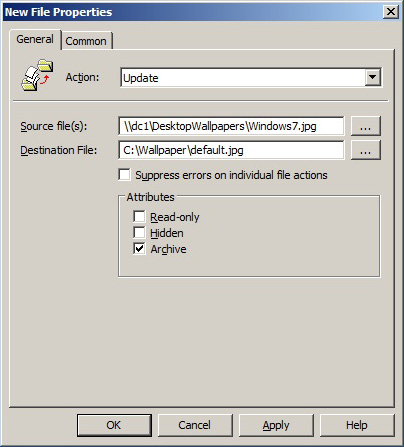 New File Properties
General
Common
Action:
Update
Source file(s):
\\dc1\DesktopWallpapers\Windows7.jpg
...
Destination File:
C:\Wallpaper\default.jpg
...
Suppress errors on individual file actions
Attributes
Read-only
Hidden
Archive
OK
Cancel
Apply
Help